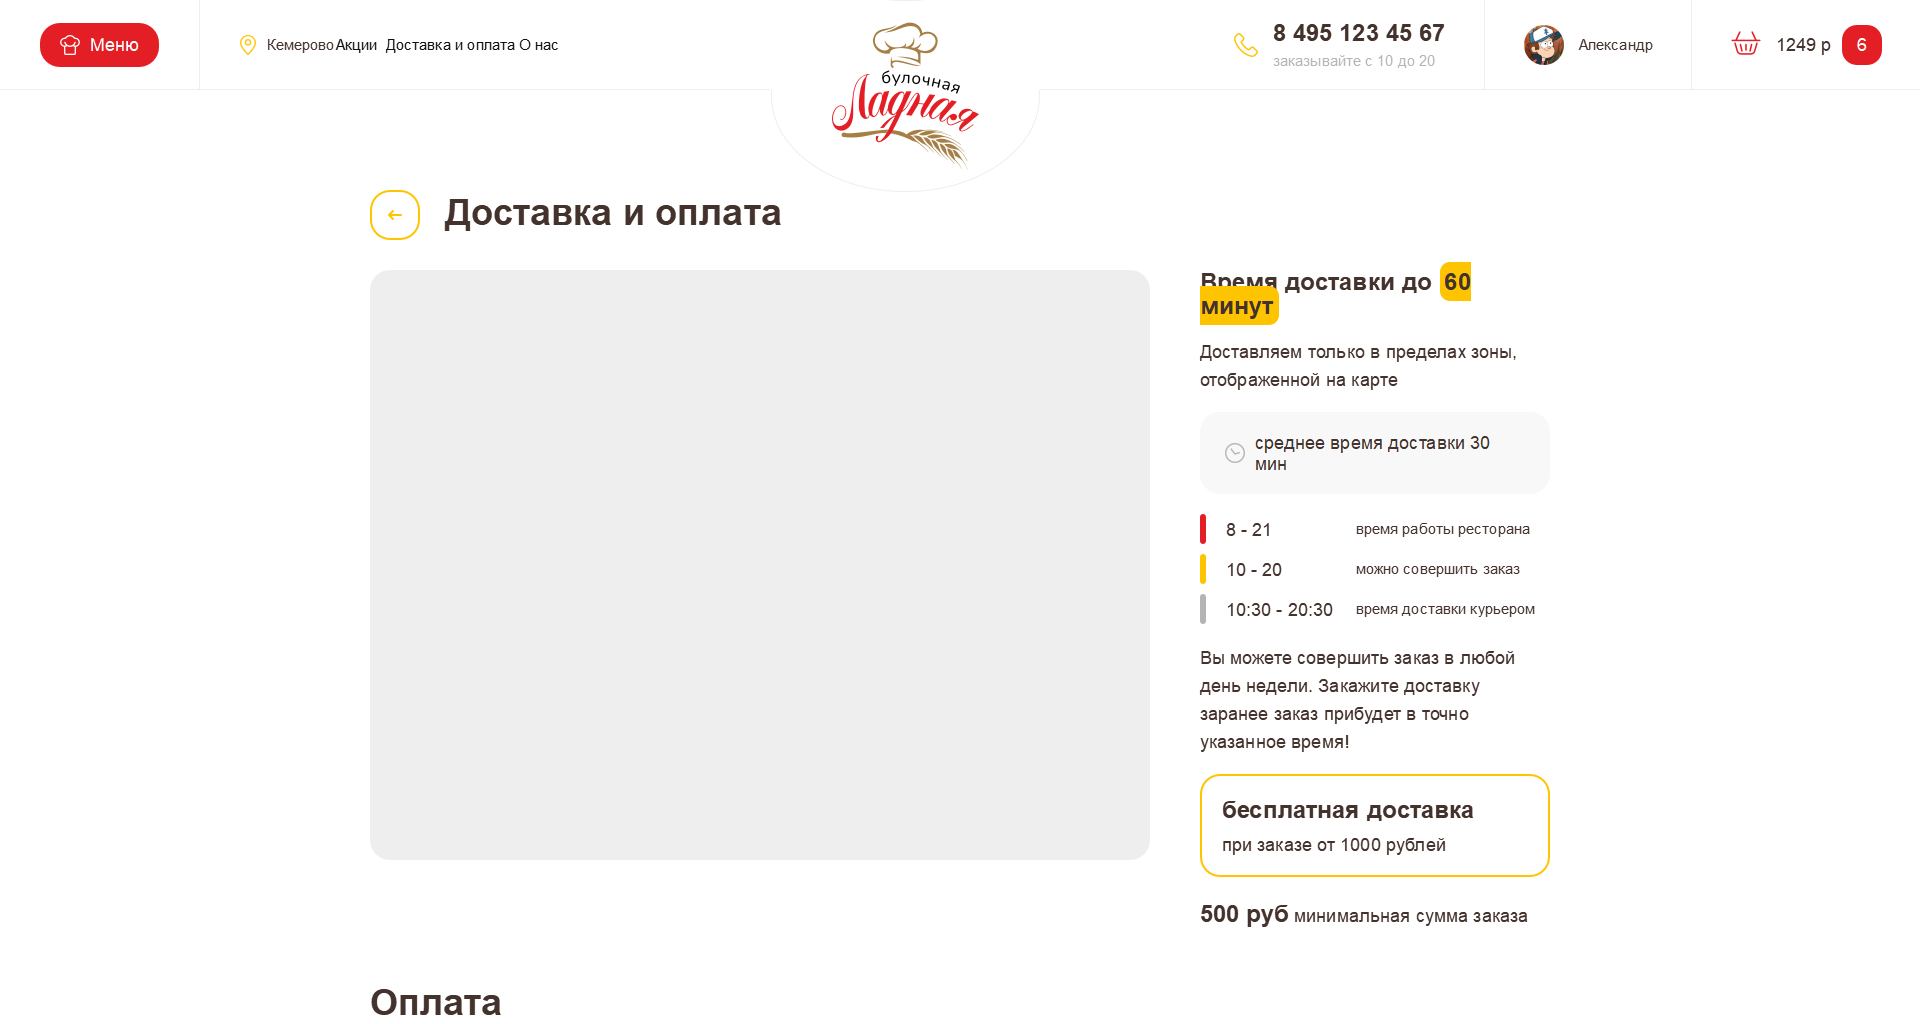 Меню
Кемерово
Акции
Доставка и оплата
О нас
булочная
Ладная
8 495 123 45 67
заказывайте с 10 до 20
Александр
1249 р
6
Доставка и оплата
Время доставки до 60
минут
Доставляем только в пределах зоны,
отображенной на карте
среднее время доставки 30
мин
8 - 21 время работы ресторана
10 - 20 можно совершить заказ
10:30 - 20:30 время доставки курьером
Вы можете совершить заказ в любой
день недели. Закажите доставку
заранее заказ прибудет в точно
указанное время!
бесплатная доставка
при заказе от 1000 рублей
500 руб минимальная сумма заказа
Оплата